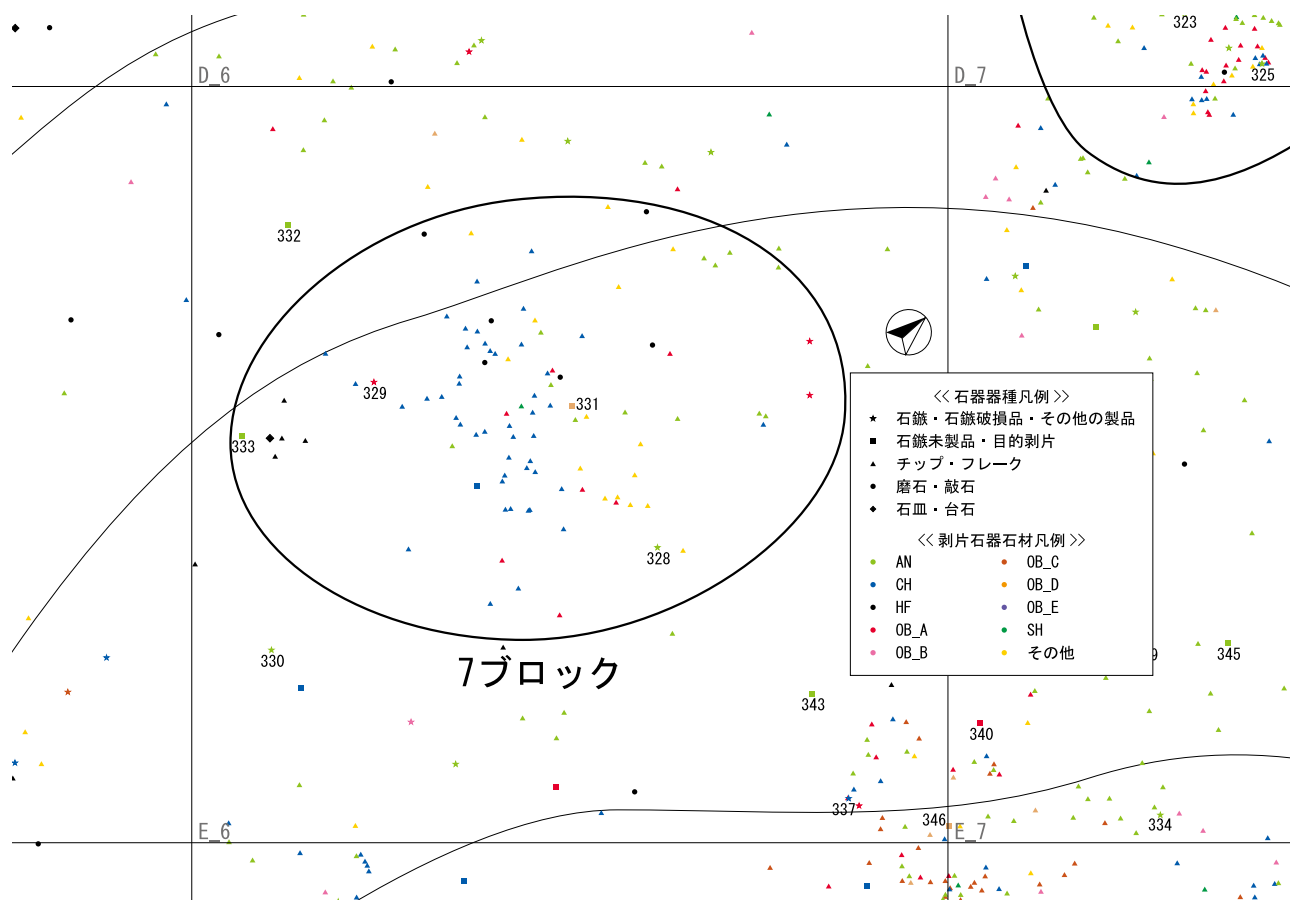 323
D_6
D_7
325
332
329
331
333
328
330
7ブロック
343
340
345
9
337
346
334
E_6
E_7
<< 石器器種凡例 >>
石鏃・石鏃破損品・その他の製品
石鏃未製品・目的剥片
チップ・フレーク
磨石・敲石
石皿・台石
<< 剥片石器石材凡例 >>
AN
CH
HF
OB_A
OB_B
OB_C
OB_D
OB_E
SH
その他